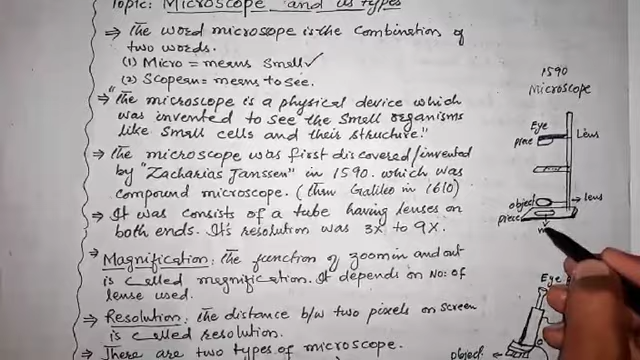 Topic: Microscope and its types
⇒ The word microscope is the combination of
two words.
(1) Micro = means small ✓
(2) Scopean = means to see.
⇒ "The microscope is a physical device which
was invented to see the small organisms
like small cells and their structure."
⇒ The microscope was first discovered/invented
by "Zacharias Janssen" in 1590. which was
compound microscope. (then Galileo in 1610)
⇒ It was consists of a tube having lenses on
both ends. It's resolution was 3X to 9X.
⇒ Magnification: The function of zoom in and out
is called magnification. It depends on No: of
lense used.
⇒ Resolution: The distance b/w two pixels on screen
is called resolution.
⇒ There are two types of microscope.
1590
Microscope
Eye
piece
Lens
object
piece
→ lens
Eye
object